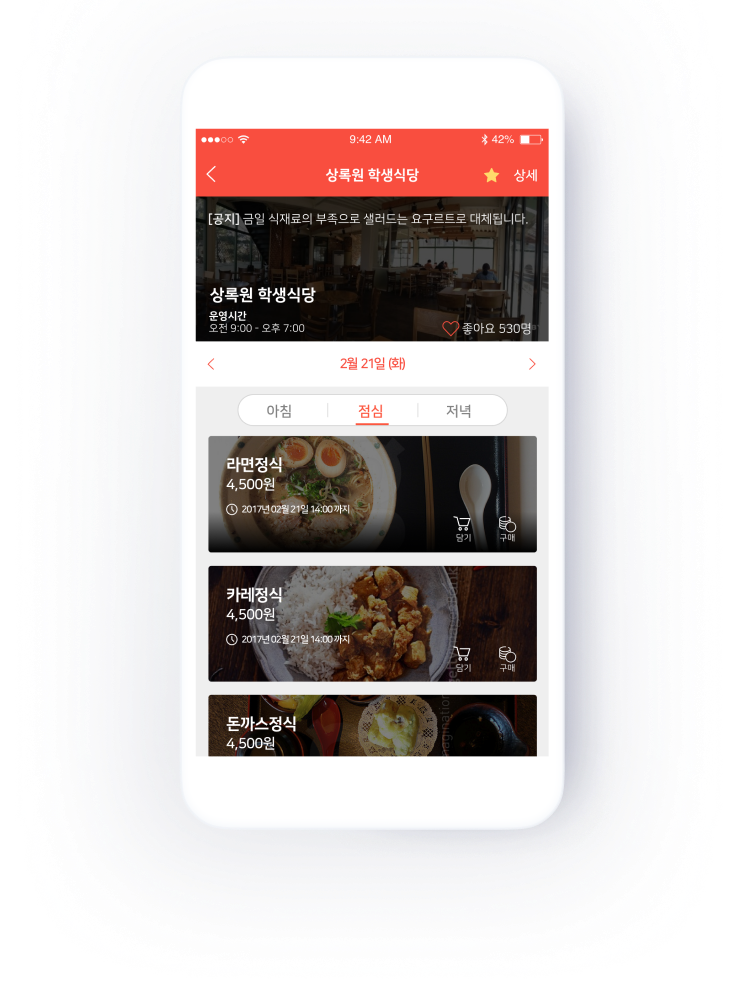 9:42 AM
42%
상록원 학생식당
상세
[공지] 금일 식재료의 부족으로 샐러드는 요구르트로 대체됩니다.
상록원 학생식당
운영시간
오전 9:00 - 오후 7:00
좋아요 530명
2월 21일 (화)
아침
점심
저녁
라면정식
4,500원
2017년 02월 21일 14:00 까지
담기
구매
카레정식
4,500원
2017년 02월 21일 14:00 까지
담기
구매
돈까스정식
4,500원